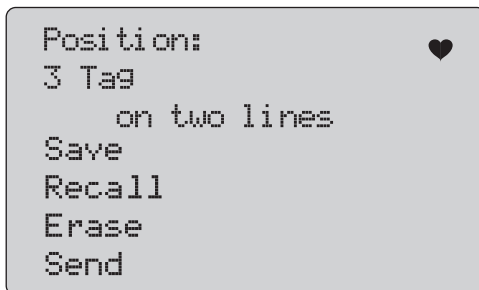 Position:
3 Tag
on two lines
Save
Recall
Erase
Send